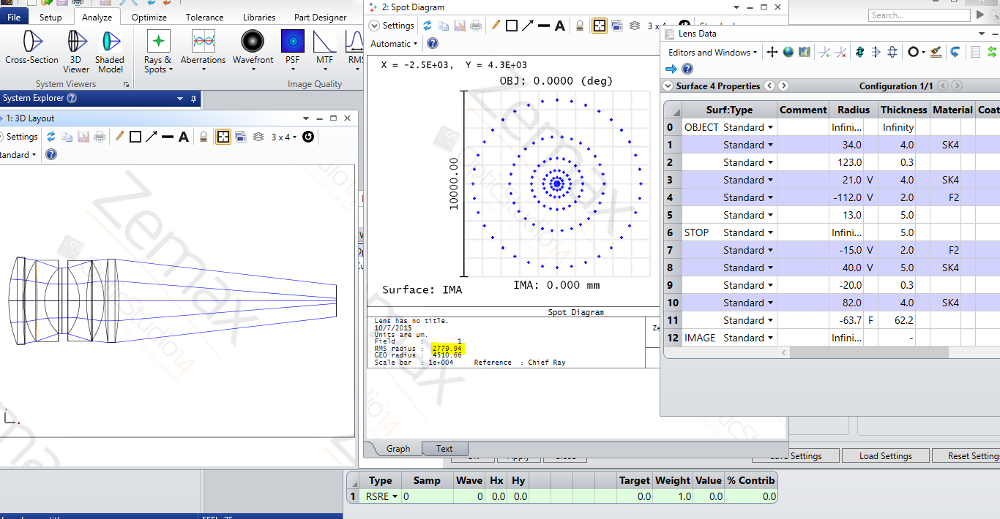 2: Spot Diagram
File Setup Analyze Optimize Tolerance Libraries Part Designer
Search...
Settings
3 x 4
Standard
Lens Data
Automatic
Cross-Section 3D Viewer Shaded Model Rays & Spots Aberrations Wavefront PSF MTF RMS
System Viewers Image Quality
Editors and Windows
X = -2.5E+03, Y = 4.3E+03
OBJ: 0.0000 (deg)
System Explorer
Surface 4 Properties Configuration 1/1
1: 3D Layout
Settings 3 x 4
tandard
Surf:Type Comment Radius Thickness Material Coat
0 OBJECT Standard Infini... Infinity
1 Standard 34.0 4.0 SK4
2 Standard 123.0 0.3
3 Standard 21.0 V 4.0 SK4
4 Standard -112.0 V 2.0 F2
5 Standard 13.0 5.0
6 STOP Standard Infini... 5.0
7 Standard -15.0 V 2.0 F2
8 Standard 40.0 V 5.0 SK4
9 Standard -20.0 0.3
10 Standard 82.0 4.0 SK4
11 Standard -63.7 F 62.2
12 IMAGE Standard Infini... -
10000.00
Surface: IMA
IMA: 0.000 mm
Spot Diagram
Lens has no title.
10/7/2015
Units are µm.
Field : 1
RMS radius : 2779.94
GEO radius : 4510.66
Scale bar : 1e+004 Reference : Chief Ray
Ze
Zemax
OpticStudio14
Zemax
Graph Text
Apply
Settings Load Settings Reset Setting
Type Samp Wave Hx Hy Target Weight Value % Contrib
1 RSRE 0 0 0.0 0.0 0.0 1.0 0.0 0.0